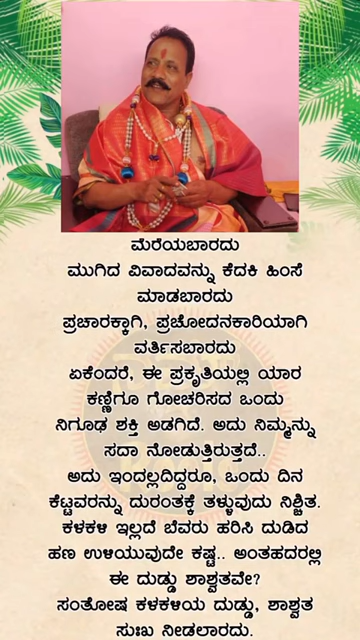 ಮೆರೆಯಬಾರದು
ಮುಗಿದ ವಿವಾದವನ್ನು ಕೆದಕಿ ಹಿಂಸೆ
ಮಾಡಬಾರದು
ಪ್ರಚಾರಕ್ಕಾಗಿ, ಪ್ರಚೋದನಕಾರಿಯಾಗಿ
ವರ್ತಿಸಬಾರದು
ಏಕೆಂದರೆ, ಈ ಪ್ರಕೃತಿಯಲ್ಲಿ ಯಾರ
ಕಣ್ಣಿಗೂ ಗೋಚರಿಸದ ಒಂದು
ನಿಗೂಢ ಶಕ್ತಿ ಅಡಗಿದೆ. ಅದು ನಿಮ್ಮನ್ನು
ಸದಾ ನೋಡುತ್ತಿರುತ್ತದೆ..
ಅದು ಇಂದಲ್ಲದಿದ್ದರೂ, ಒಂದು ದಿನ
ಕೆಟ್ಟವರನ್ನು ದುರಂತಕ್ಕೆ ತಳ್ಳುವುದು ನಿಶ್ಚಿತ.
ಕಳಕಳಿ ಇಲ್ಲದೆ ಬೆವರು ಹರಿಸಿ ದುಡಿದ
ಹಣ ಉಳಿಯುವುದೇ ಕಷ್ಟ.. ಅಂತಹದರಲ್ಲಿ
ಈ ದುಡ್ಡು ಶಾಶ್ವತವೇ?
ಸಂತೋಷ ಕಳಕಳಿಯ ದುಡ್ಡು, ಶಾಶ್ವತ
ಸುಃಖ ನೀಡಲಾರದು.